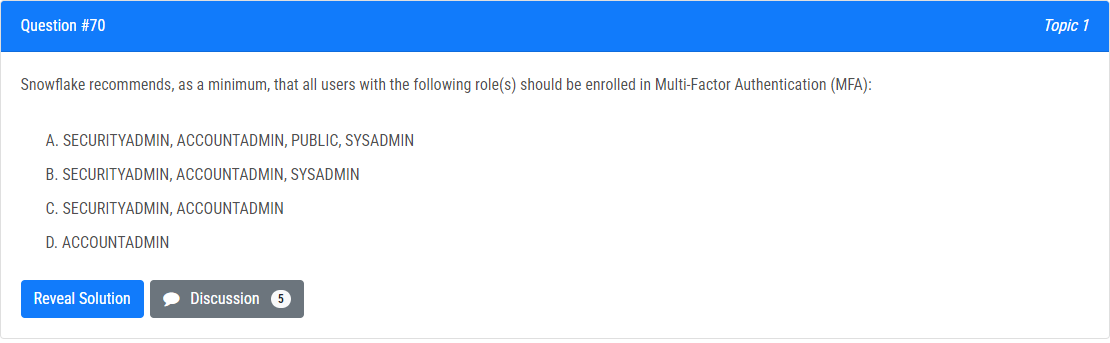 Question #70
Topic 1
Snowflake recommends, as a minimum, that all users with the following role(s) should be enrolled in Multi-Factor Authentication (MFA):
A. SECURITYADMIN, ACCOUNTADMIN, PUBLIC, SYSADMIN
B. SECURITYADMIN, ACCOUNTADMIN, SYSADMIN
C. SECURITYADMIN, ACCOUNTADMIN
D. ACCOUNTADMIN
Reveal Solution
Discussion 5